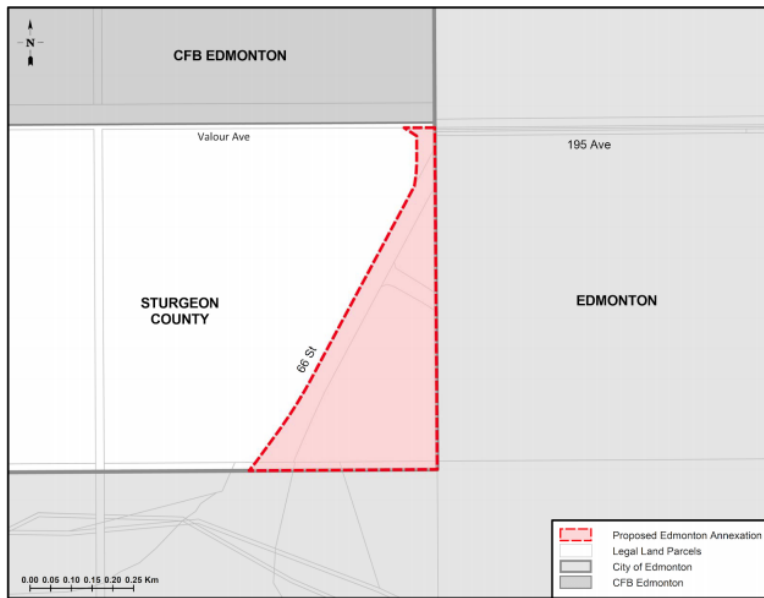 N
CFB EDMONTON
Valour Ave
195 Ave
STURGEON
COUNTY
EDMONTON
66 St
Proposed Edmonton Annexation
Legal Land Parcels
City of Edmonton
CFB Edmonton
0.00 0.05 0.10 0.15 0.20 0.25 Km